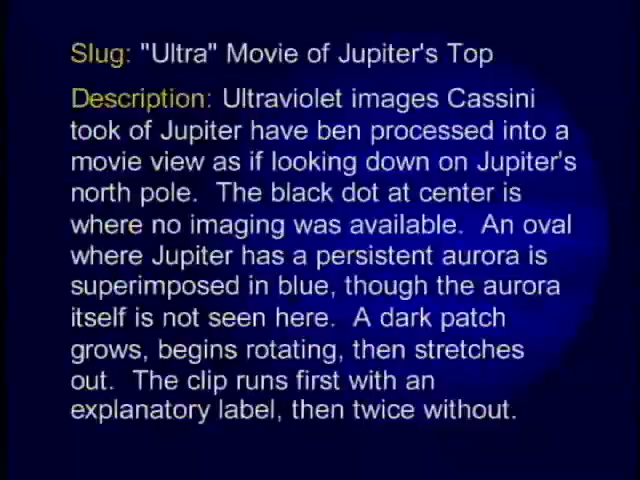 Slug: "Ultra" Movie of Jupiter's Top
Description: Ultraviolet images Cassini
took of Jupiter have ben processed into a
movie view as if looking down on Jupiter's
north pole.  The black dot at center is
where no imaging was available.  An oval
where Jupiter has a persistent aurora is
superimposed in blue, though the aurora
itself is not seen here.  A dark patch
grows, begins rotating, then stretches
out.  The clip runs first with an
explanatory label, then twice without.